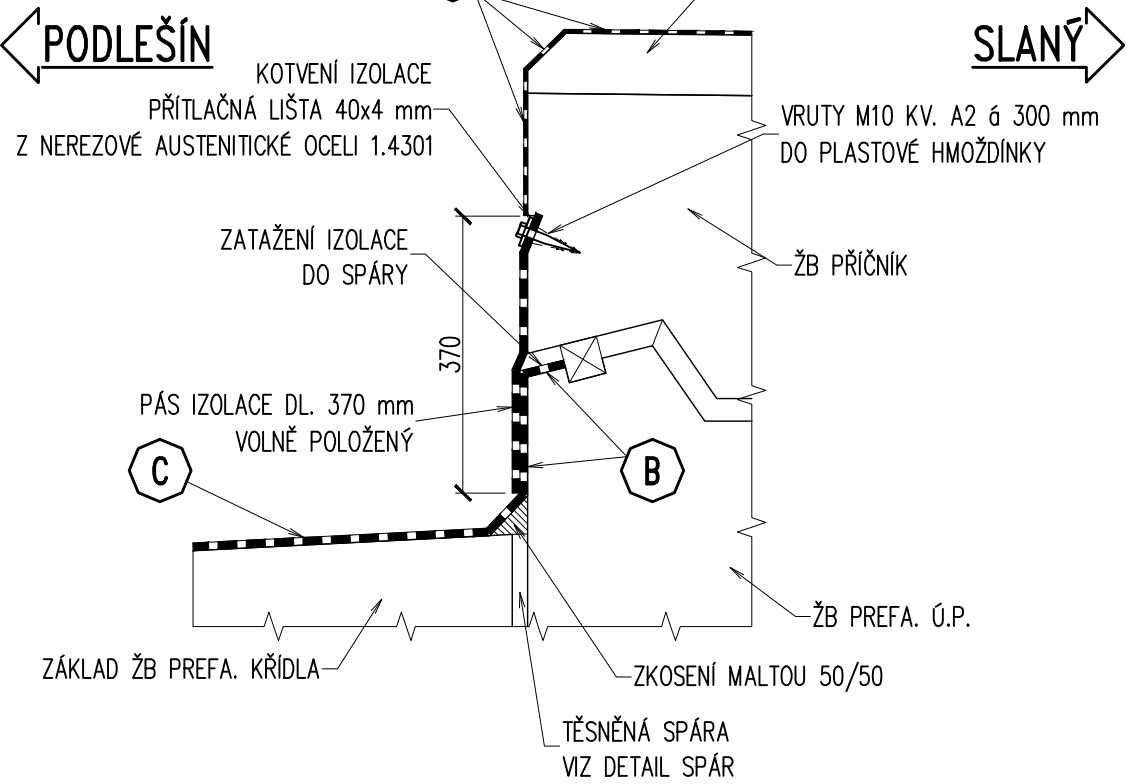 PODLEŠÍN
SLANÝ
KOTVENÍ IZOLACE
PŘÍTLAČNÁ LIŠTA 40x4 mm
Z NEREZOVÉ AUSTENITICKÉ OCELI 1.4301
VRUTY M10 KV. A2 á 300 mm
DO PLASTOVÉ HMOŽDÍNKY
ZATAŽENÍ IZOLACE
DO SPÁRY
ŽB PŘÍČNÍK
370
PÁS IZOLACE DL. 370 mm
VOLNĚ POLOŽENÝ
C
B
ŽB PREFA. Ú.P.
ZÁKLAD ŽB PREFA. KŘÍDLA
ZKOSENÍ MALTOU 50/50
TĚSNĚNÁ SPÁRA
VIZ DETAIL SPÁR